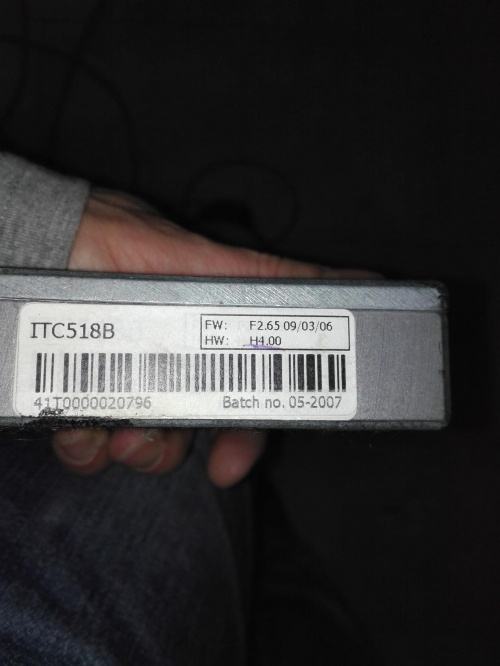 ITC518B
FW: F2.65 09/03/06
HW: H4.00
41T0000020796
Batch no. 05-2007